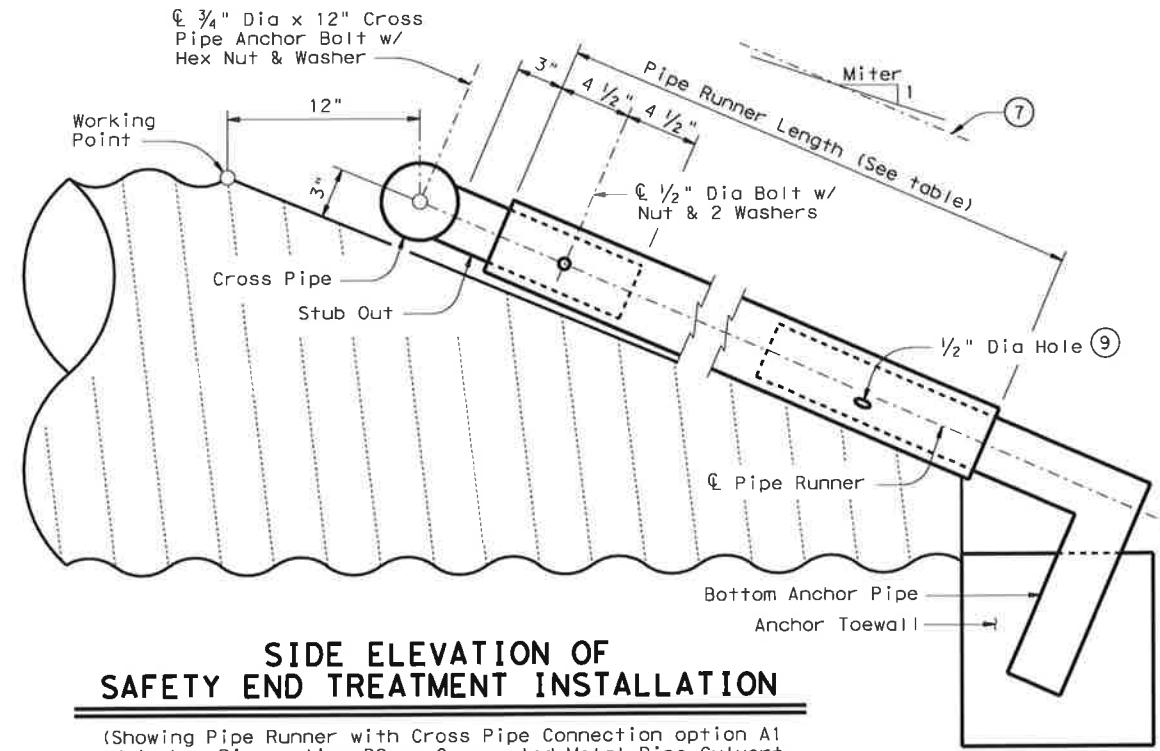 ℄ 3/4" Dia x 12" Cross
Pipe Anchor Bolt w/
Hex Nut & Washer
Working
Point
12"
3"
3"
4 1/2"
4 1/2"
Pipe Runner Length (See table)
Miter
1
7
℄ 1/2" Dia Bolt w/
Nut & 2 Washers
Cross Pipe
Stub Out
1/2" Dia Hole 9
℄ Pipe Runner
Bottom Anchor Pipe
Anchor Toewall
SIDE ELEVATION OF
SAFETY END TREATMENT INSTALLATION
(Showing Pipe Runner with Cross Pipe Connection option A1